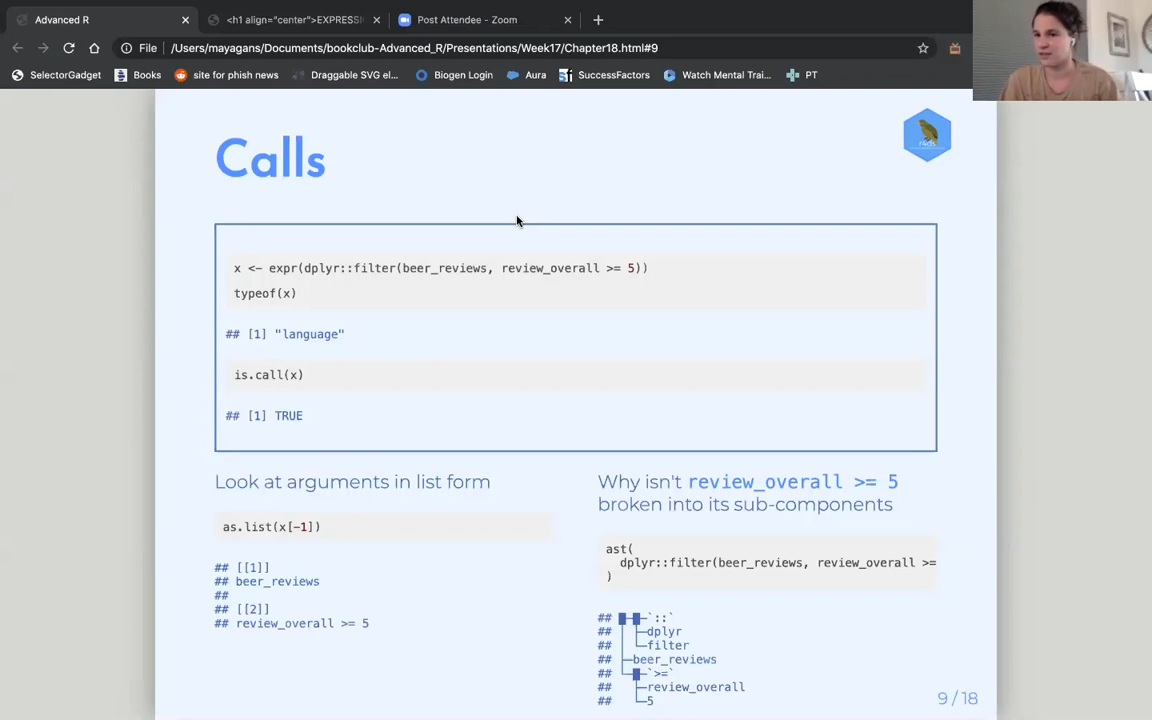 Advanced R
<h1 align="center">EXPRESSI
Post Attendee - Zoom
File
/Users/mayagans/Documents/bookclub-Advanced_R/Presentations/Week17/Chapter18.html#9
SelectorGadget
Books
site for phish news
Draggable SVG el...
Biogen Login
Aura
SuccessFactors
Watch Mental Trai...
PT
Calls
r4ds
x <- expr(dplyr::filter(beer_reviews, review_overall >= 5))
typeof(x)
## [1] "language"
is.call(x)
## [1] TRUE
Look at arguments in list form
as.list(x[-1])
## [[1]]
## beer_reviews
##
## [[2]]
## review_overall >= 5
Why isn't review_overall >= 5
broken into its sub-components
ast(
dplyr::filter(beer_reviews, review_overall >=
)
## █─█─`::`
## │ ├─dplyr
## │ └─filter
## ├─beer_reviews
## └─█─`>=`
## ├─review_overall
## └─5
9 / 18